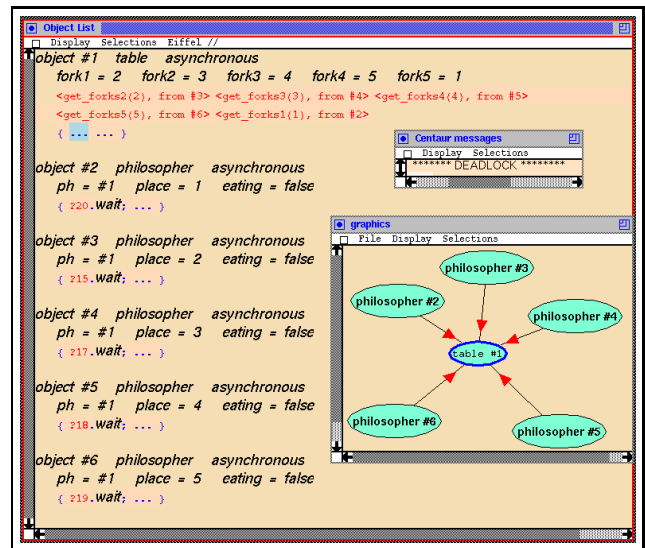 Object List
Display Selections Eiffel //
object #1 table asynchronous
fork1 = 2 fork2 = 3 fork3 = 4 fork4 = 5 fork5 = 1
<get_forks2(2), from #3> <get_forks3(3), from #4> <get_forks4(4), from #5>
<get_forks5(5), from #6> <get_forks1(1), from #2>
{ ... ... }
object #2 philosopher asynchronous
ph = #1 place = 1 eating = false
{ ?20.wait; ... }
object #3 philosopher asynchronous
ph = #1 place = 2 eating = false
{ ?15.wait; ... }
object #4 philosopher asynchronous
ph = #1 place = 3 eating = false
{ ?17.wait; ... }
object #5 philosopher asynchronous
ph = #1 place = 4 eating = false
{ ?18.wait; ... }
object #6 philosopher asynchronous
ph = #1 place = 5 eating = false
{ ?19.wait; ... }
Centaur messages
Display Selections
******* DEADLOCK ********
graphics
File Display Selections
philosopher #3
philosopher #2
philosopher #4
table #1
philosopher #6
philosopher #5